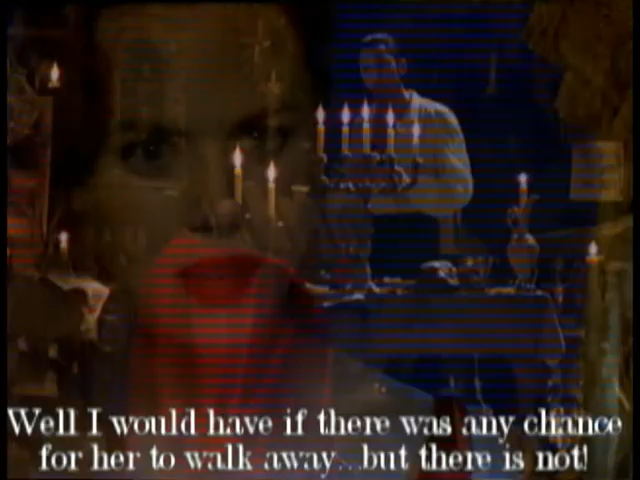 Well I would have if there was any chance
for her to walk away...but there is not!